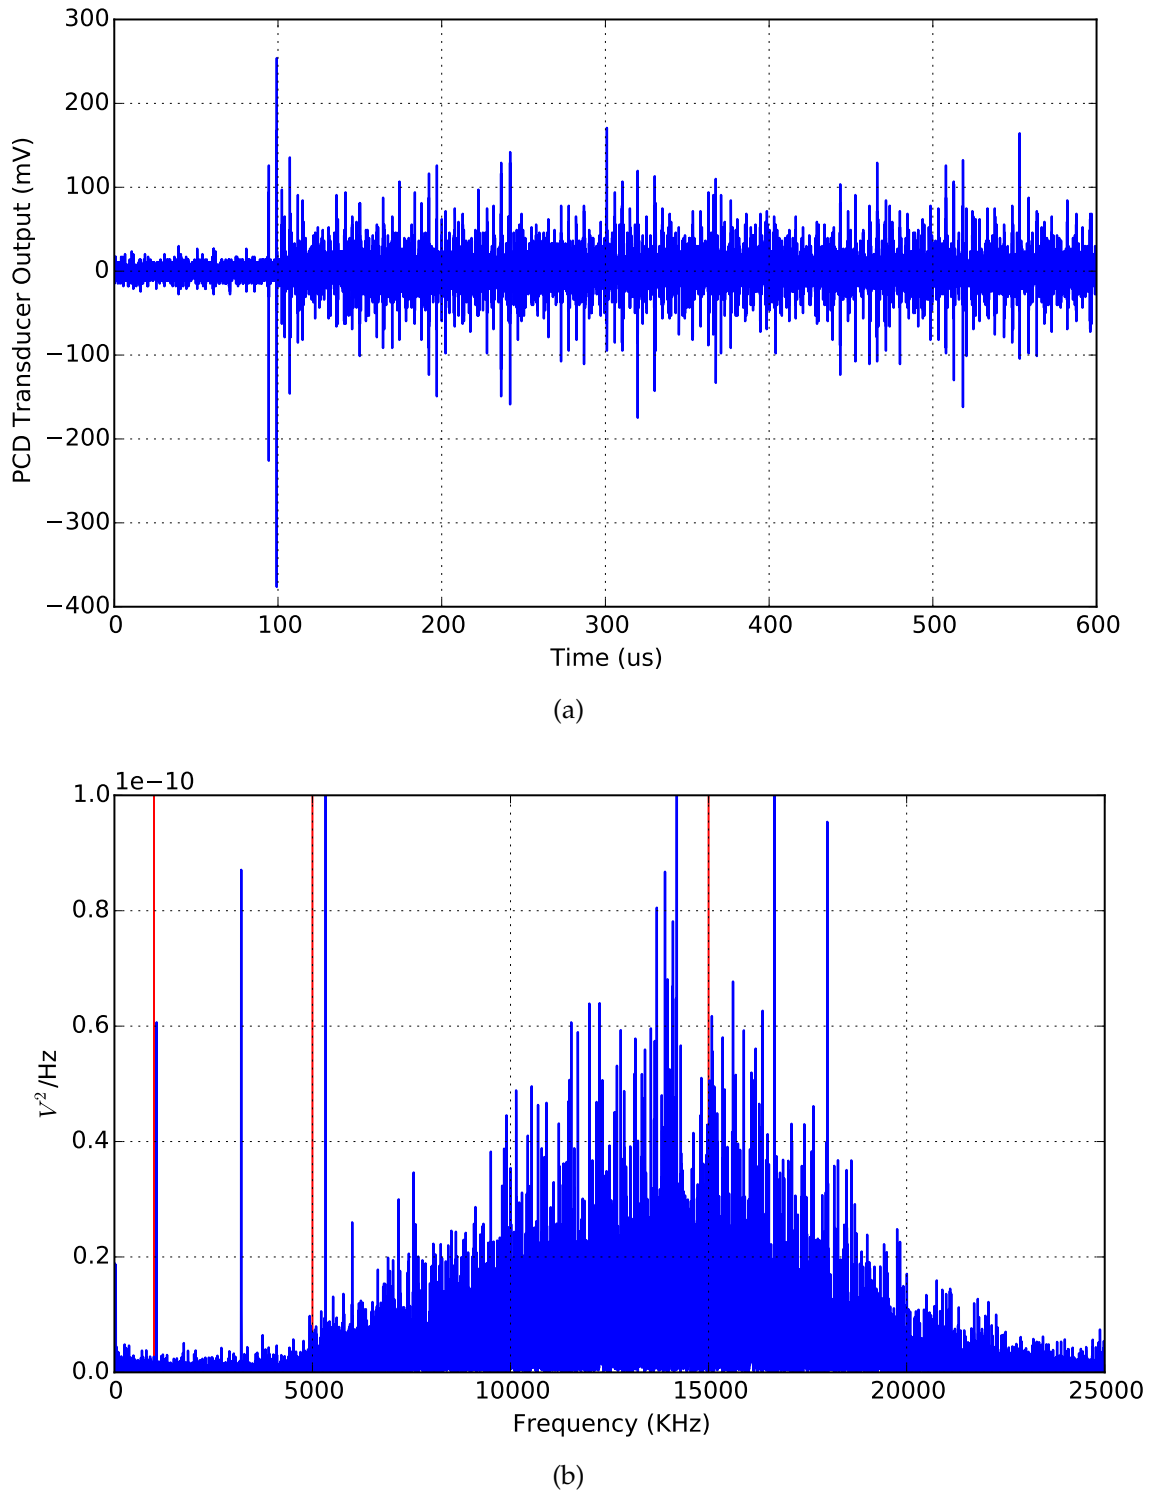 300
200
100
0
−100
−200
−300
−400
PCD Transducer Output (mV)
0 100 200 300 400 500 600
Time (us)
(a)
1e−10
1.0
0.8
0.6
0.4
0.2
0.0
V²/Hz
0 5000 10000 15000 20000 25000
Frequency (KHz)
(b)